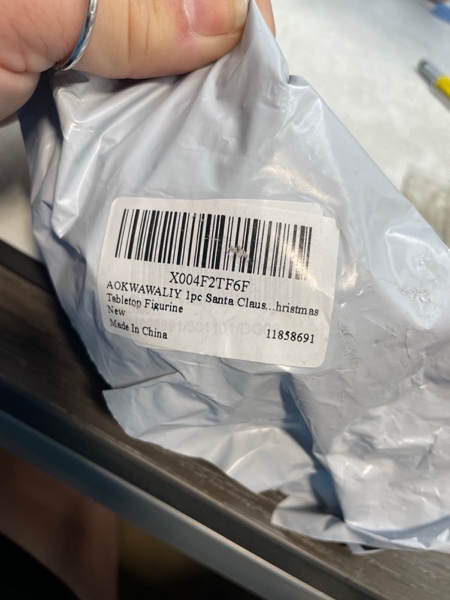 X004F2TF6F
AOKWAWALIY 1pc Santa Claus...hristmas
Tabletop Figurine
New
Made In China 11858691